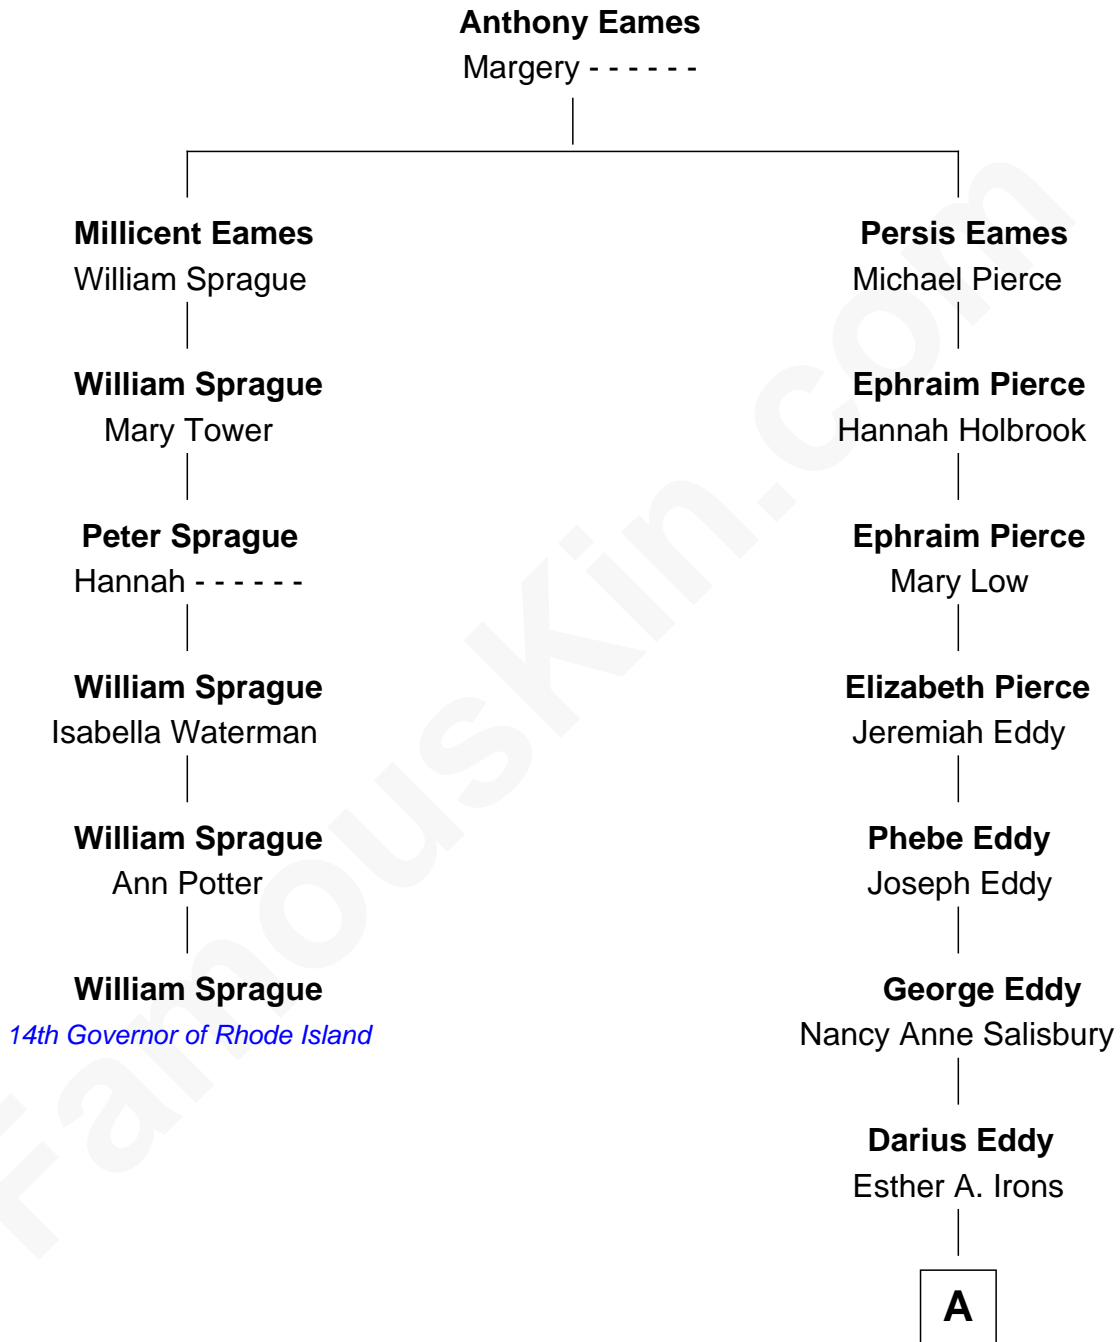 Anthony Eames
Margery - - - - - -
Millicent Eames
William Sprague
Persis Eames
Michael Pierce
William Sprague
Mary Tower
Ephraim Pierce
Hannah Holbrook
Peter Sprague
Hannah - - - - - -
Ephraim Pierce
Mary Low
William Sprague
Isabella Waterman
Elizabeth Pierce
Jeremiah Eddy
William Sprague
Ann Potter
Phebe Eddy
Joseph Eddy
William Sprague
14th Governor of Rhode Island
George Eddy
Nancy Anne Salisbury
Darius Eddy
Esther A. Irons
A
FamousKin.com